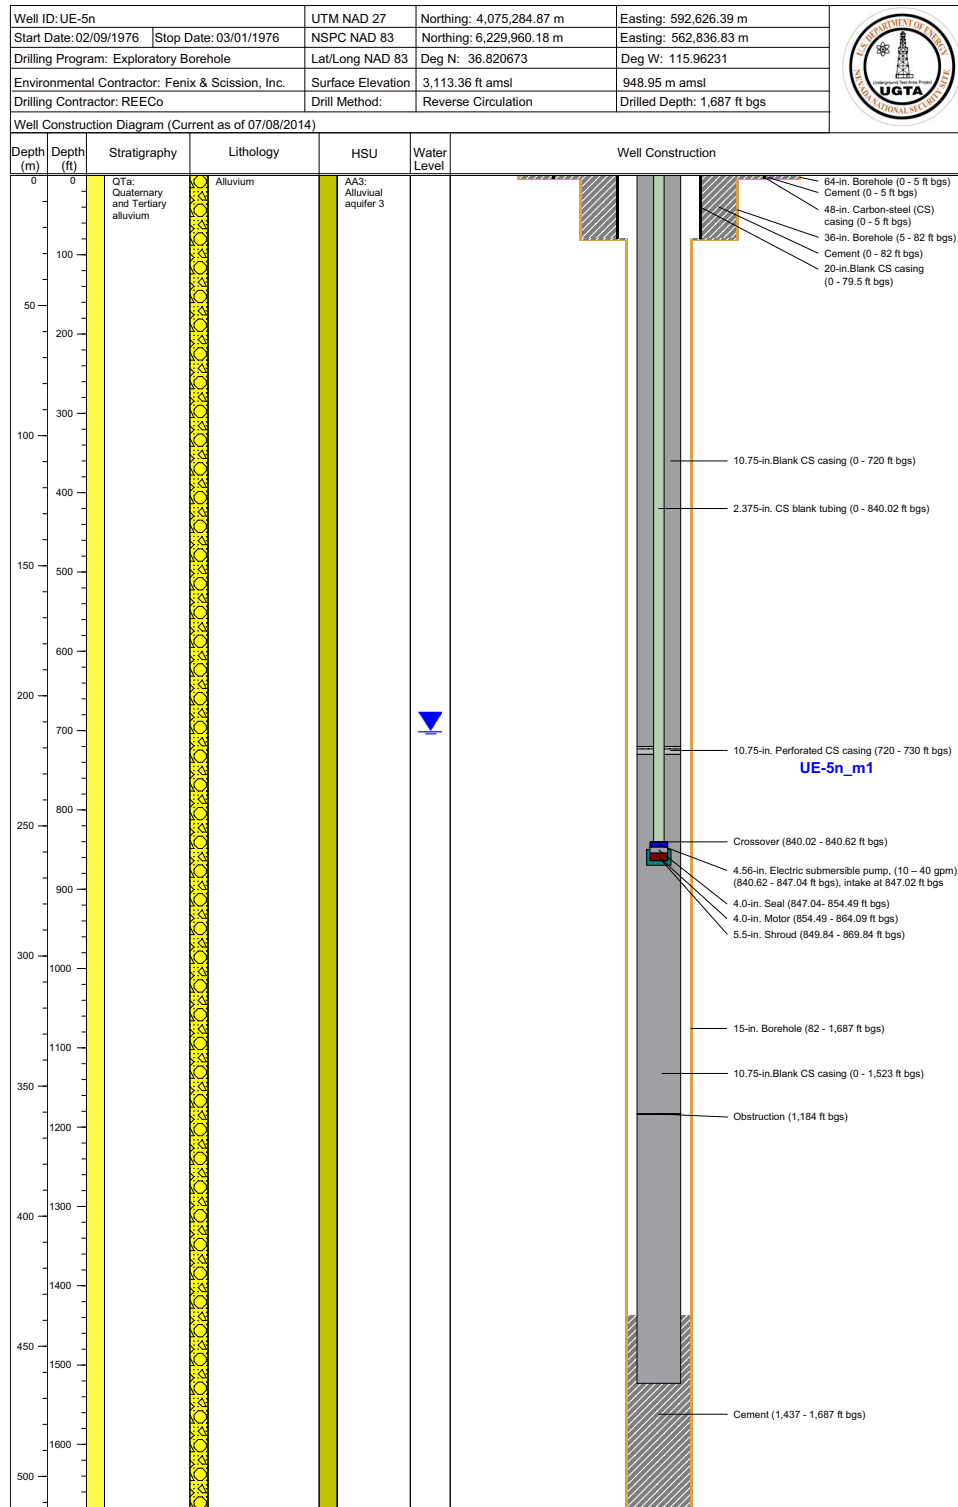 Well ID: UE-5n
UTM NAD 27
Northing: 4,075,284.87 m
Easting: 592,626.39 m
Start Date: 02/09/1976
Stop Date: 03/01/1976
NSPC NAD 83
Northing: 6,229,960.18 m
Easting: 562,836.83 m
Drilling Program: Exploratory Borehole
Lat/Long NAD 83
Deg N: 36.820673
Deg W: 115.96231
Environmental Contractor: Fenix & Scission, Inc.
Surface Elevation
3,113.36 ft amsl
948.95 m amsl
Drilling Contractor: REECo
Drill Method:
Reverse Circulation
Drilled Depth: 1,687 ft bgs
U.S. DEPARTMENT OF ENERGY
Underground Test Area Project
UGTA
NEVADA NATIONAL SECURITY SITE
Well Construction Diagram (Current as of 07/08/2014)
Depth
(m)
Depth
(ft)
Stratigraphy
Lithology
HSU
Water
Level
Well Construction
0
0
QTa:
Quaternary
and Tertiary
alluvium
Alluvium
AA3:
Alluviual
aquifer 3
64-in. Borehole (0 - 5 ft bgs)
Cement (0 - 5 ft bgs)
48-in. Carbon-steel (CS)
casing (0 - 5 ft bgs)
36-in. Borehole (5 - 82 ft bgs)
Cement (0 - 82 ft bgs)
20-in.Blank CS casing
(0 - 79.5 ft bgs)
100
50
200
300
100
10.75-in.Blank CS casing (0 - 720 ft bgs)
400
2.375-in. CS blank tubing (0 - 840.02 ft bgs)
150
500
600
200
700
10.75-in. Perforated CS casing (720 - 730 ft bgs)
UE-5n_m1
800
250
Crossover (840.02 - 840.62 ft bgs)
4.56-in. Electric submersible pump, (10 – 40 gpm),
(840.62 - 847.04 ft bgs), intake at 847.02 ft bgs
900
4.0-in. Seal (847.04- 854.49 ft bgs)
4.0-in. Motor (854.49 - 864.09 ft bgs)
5.5-in. Shroud (849.84 - 869.84 ft bgs)
300
1000
15-in. Borehole (82 - 1,687 ft bgs)
1100
10.75-in.Blank CS casing (0 - 1,523 ft bgs)
350
Obstruction (1,184 ft bgs)
1200
400
1300
1400
450
1500
Cement (1,437 - 1,687 ft bgs)
1600
500